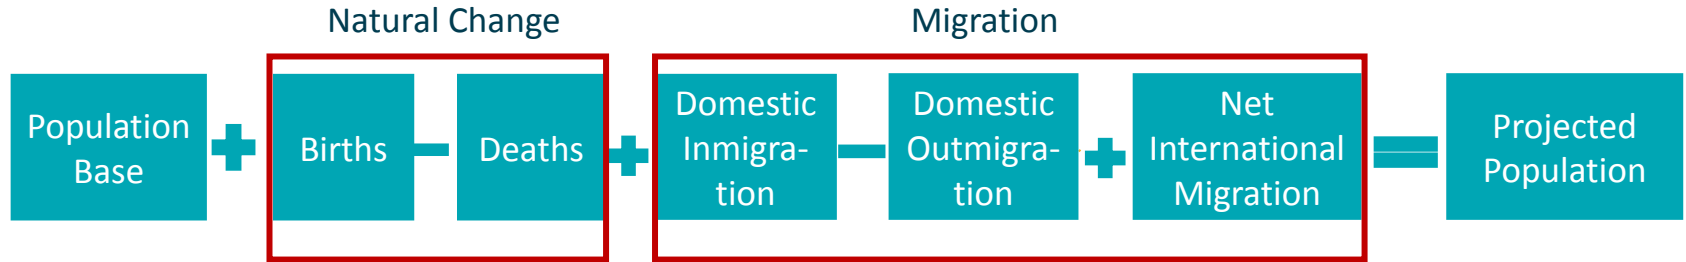 Natural Change
Migration
Population
Base
Births
Deaths
Domestic
Inmigra-
tion
Domestic
Outmigra-
tion
Net
International
Migration
Projected
Population